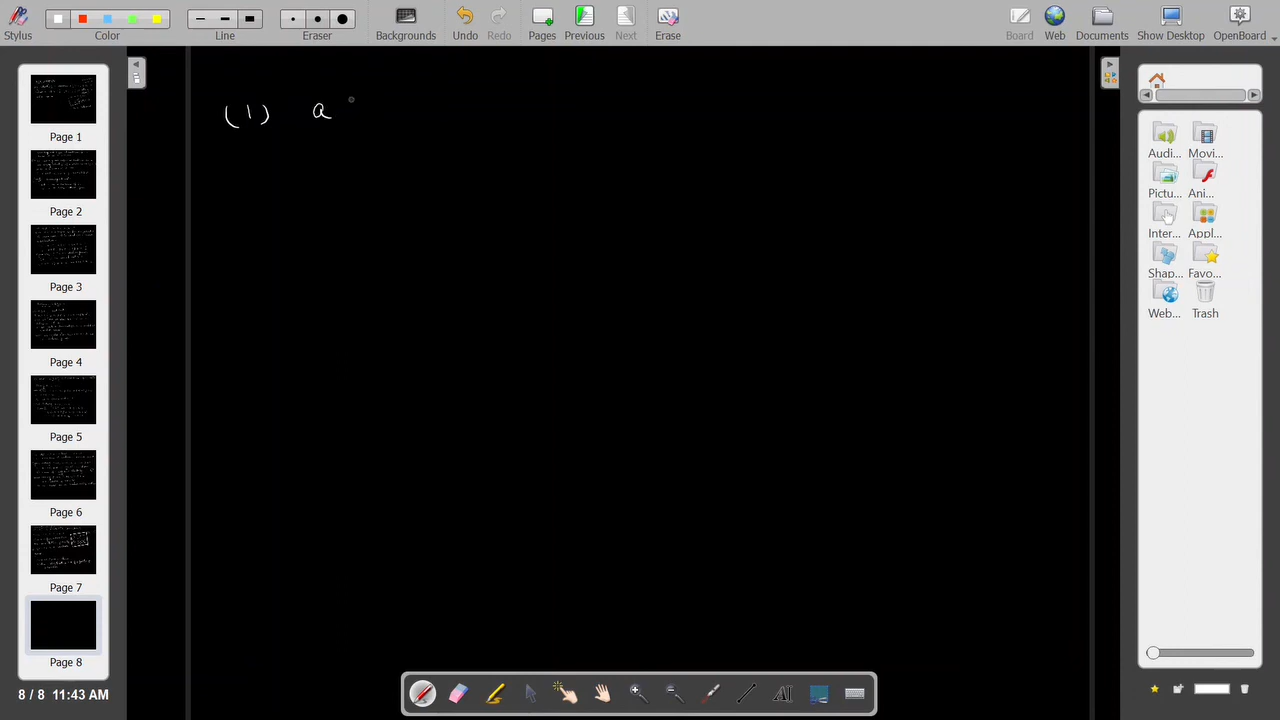 Stylus Color Line Eraser Backgrounds Undo Redo Pages Previous Next Erase Board Web Documents Show Desktop OpenBoard
(1) a
Page 1
Page 2
Page 3
Page 4
Page 5
Page 6
Page 7
Page 8
8 / 8 11:43 AM
Audi... Movi...
Pictu... Ani...
Inter... Appl...
Shap... Favo...
Web... Trash
AI